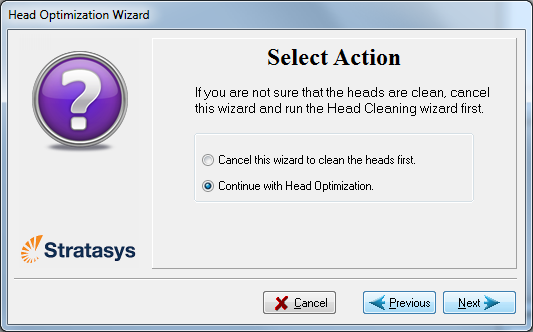 Head Optimization Wizard
Select Action
If you are not sure that the heads are clean, cancel
this wizard and run the Head Cleaning wizard first.
Cancel this wizard to clean the heads first.
Continue with Head Optimization.
Stratasys
Cancel
Previous
Next